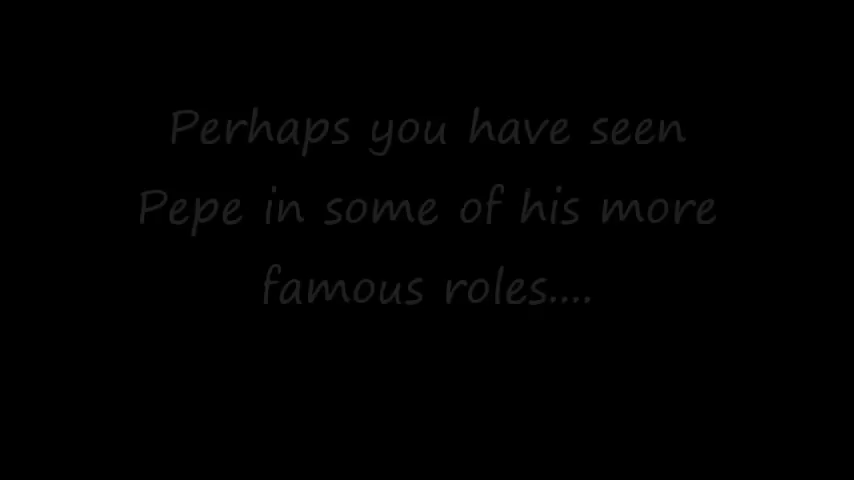 Perhaps you have seen
Pepe in some of his more
famous roles....